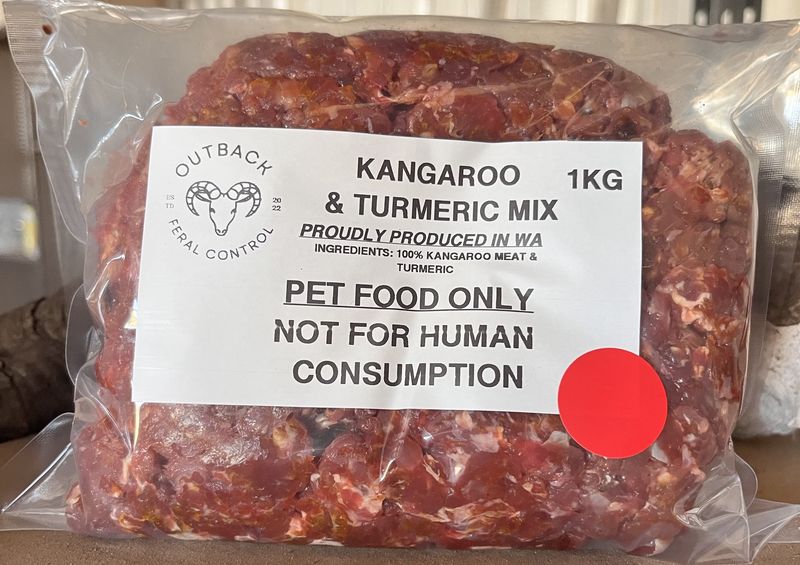 OUTBACK
ES
TD
20
22
FERAL CONTROL
KANGAROO
& TURMERIC MIX
1KG
PROUDLY PRODUCED IN WA
INGREDIENTS: 100% KANGAROO MEAT &
TURMERIC
PET FOOD ONLY
NOT FOR HUMAN
CONSUMPTION